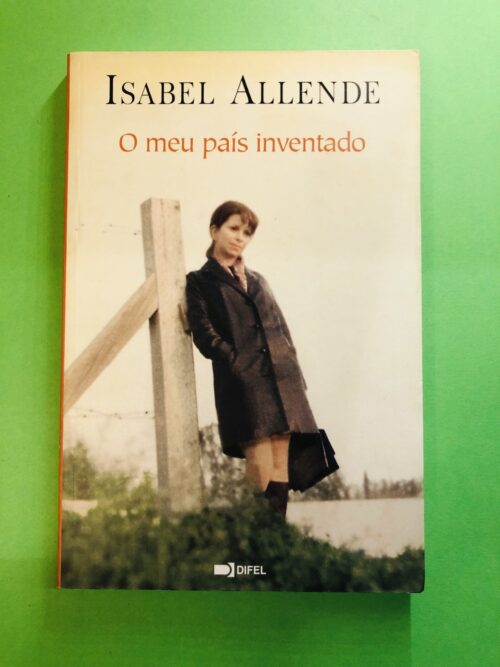 ISABEL ALLENDE
O meu país inventado
DIFEL